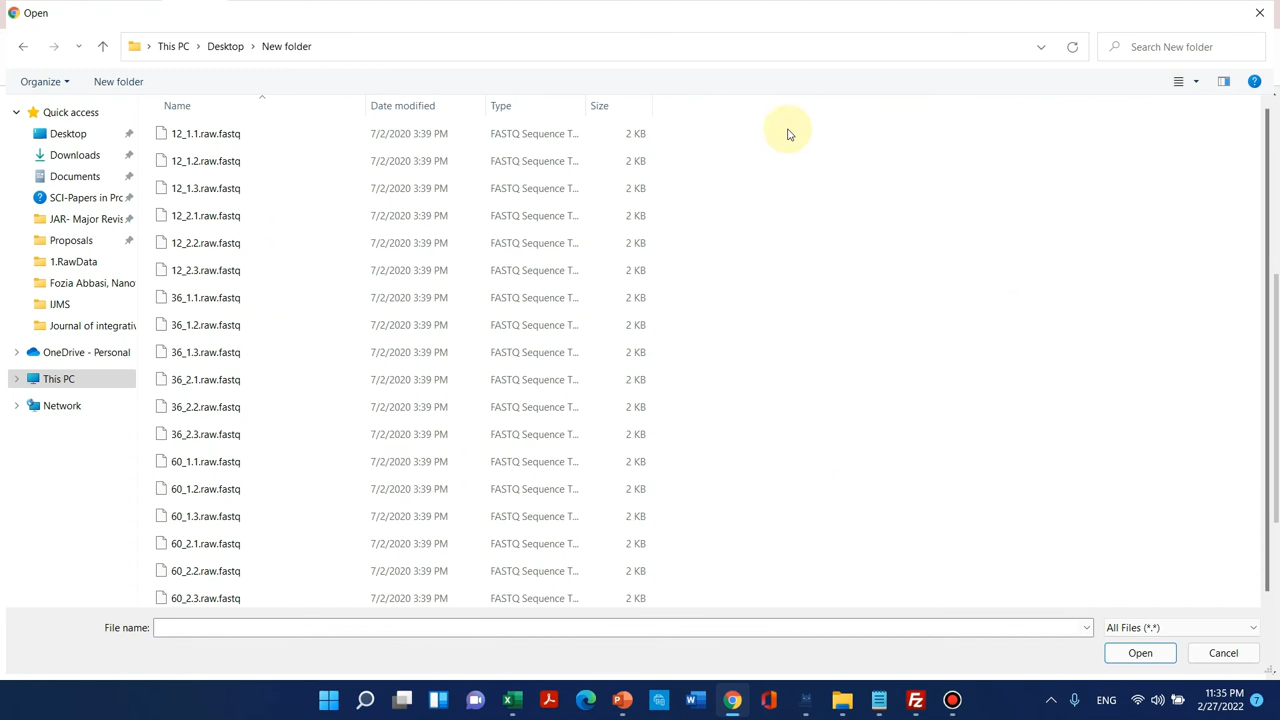 Open
This PC > Desktop > New folder
Search New folder
Organize
New folder
Quick access
Desktop
Downloads
Documents
SCI-Papers in Prc
JAR- Major Revis
Proposals
1.RawData
Fozia Abbasi, Nano
IJMS
Journal of integrativ
OneDrive - Personal
This PC
Network
Name Date modified Type Size
12_1.1.raw.fastq 7/2/2020 3:39 PM FASTQ Sequence T... 2 KB
12_1.2.raw.fastq 7/2/2020 3:39 PM FASTQ Sequence T... 2 KB
12_1.3.raw.fastq 7/2/2020 3:39 PM FASTQ Sequence T... 2 KB
12_2.1.raw.fastq 7/2/2020 3:39 PM FASTQ Sequence T... 2 KB
12_2.2.raw.fastq 7/2/2020 3:39 PM FASTQ Sequence T... 2 KB
12_2.3.raw.fastq 7/2/2020 3:39 PM FASTQ Sequence T... 2 KB
36_1.1.raw.fastq 7/2/2020 3:39 PM FASTQ Sequence T... 2 KB
36_1.2.raw.fastq 7/2/2020 3:39 PM FASTQ Sequence T... 2 KB
36_1.3.raw.fastq 7/2/2020 3:39 PM FASTQ Sequence T... 2 KB
36_2.1.raw.fastq 7/2/2020 3:39 PM FASTQ Sequence T... 2 KB
36_2.2.raw.fastq 7/2/2020 3:39 PM FASTQ Sequence T... 2 KB
36_2.3.raw.fastq 7/2/2020 3:39 PM FASTQ Sequence T... 2 KB
60_1.1.raw.fastq 7/2/2020 3:39 PM FASTQ Sequence T... 2 KB
60_1.2.raw.fastq 7/2/2020 3:39 PM FASTQ Sequence T... 2 KB
60_1.3.raw.fastq 7/2/2020 3:39 PM FASTQ Sequence T... 2 KB
60_2.1.raw.fastq 7/2/2020 3:39 PM FASTQ Sequence T... 2 KB
60_2.2.raw.fastq 7/2/2020 3:39 PM FASTQ Sequence T... 2 KB
60_2.3.raw.fastq 7/2/2020 3:39 PM FASTQ Sequence T... 2 KB
File name:
All Files (*.*)
Open
Cancel
ENG
11:35 PM
2/27/2022
7